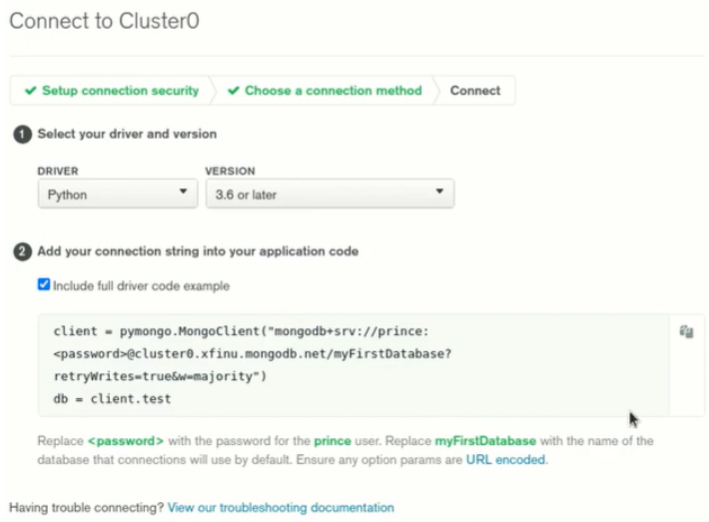 Connect to Cluster0
✔ Setup connection security ✔ Choose a connection method Connect
1 Select your driver and version
DRIVER VERSION
Python 3.6 or later
2 Add your connection string into your application code
Include full driver code example
client = pymongo.MongoClient("mongodb+srv://prince:
<password>@cluster0.xfinu.mongodb.net/myFirstDatabase?
retryWrites=true&w=majority")
db = client.test
Replace <password> with the password for the prince user. Replace myFirstDatabase with the name of the
database that connections will use by default. Ensure any option params are URL encoded.
Having trouble connecting? View our troubleshooting documentation